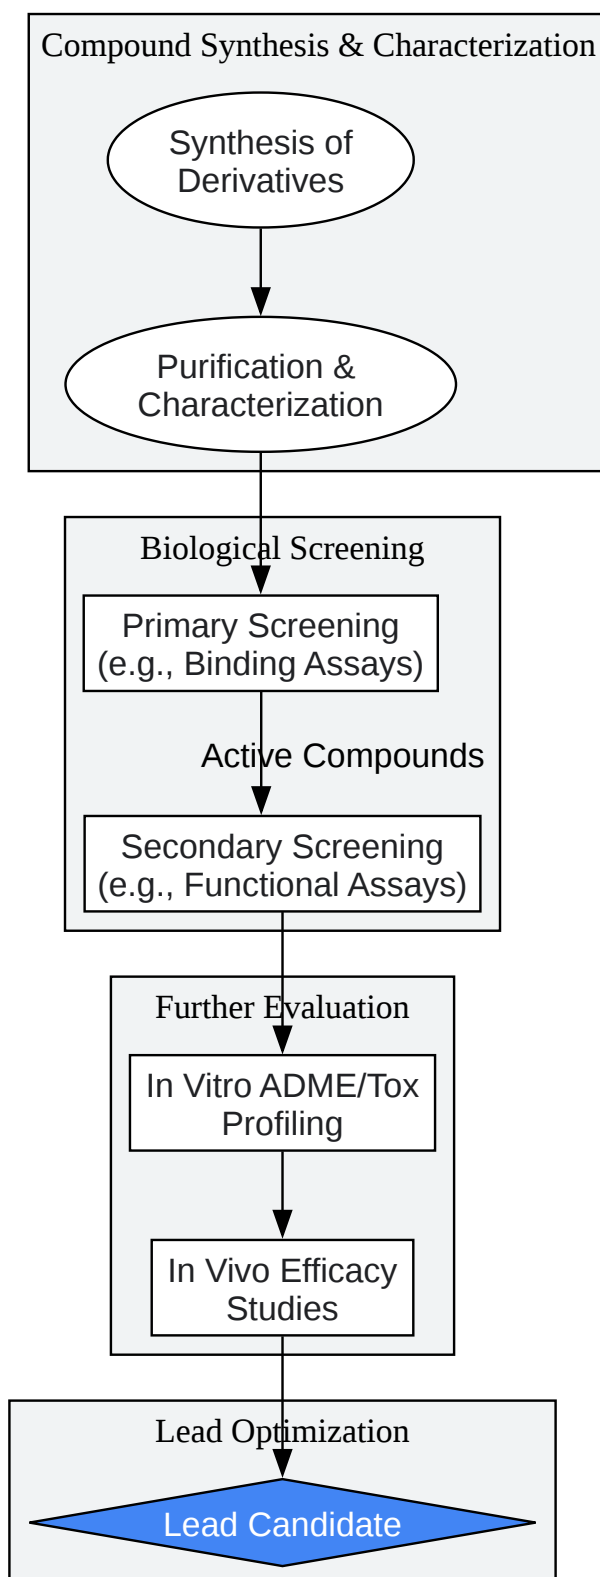 Compound Synthesis & Characterization
Synthesis of
Derivatives
Purification &
Characterization
Biological Screening
Primary Screening
(e.g., Binding Assays)
Active Compounds
Secondary Screening
(e.g., Functional Assays)
Further Evaluation
In Vitro ADME/Tox
Profiling
In Vivo Efficacy
Studies
Lead Optimization
Lead Candidate